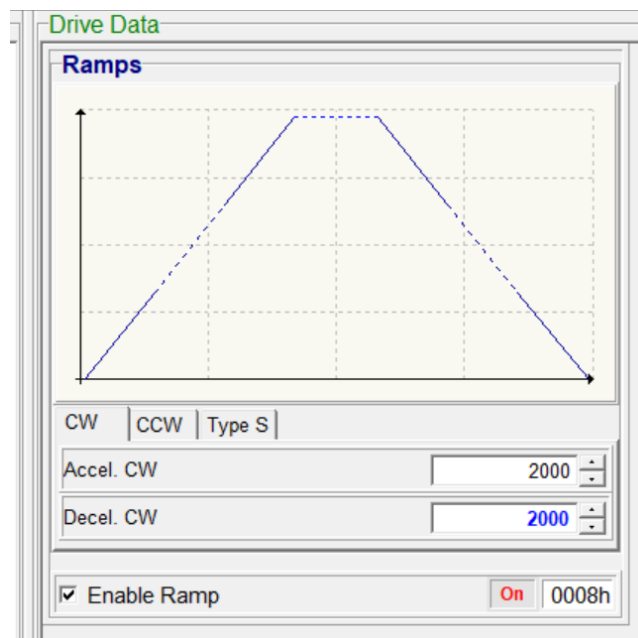 Drive Data
Ramps
CW CCW Type S
Accel. CW 2000
Decel. CW 2000
Enable Ramp On 0008h